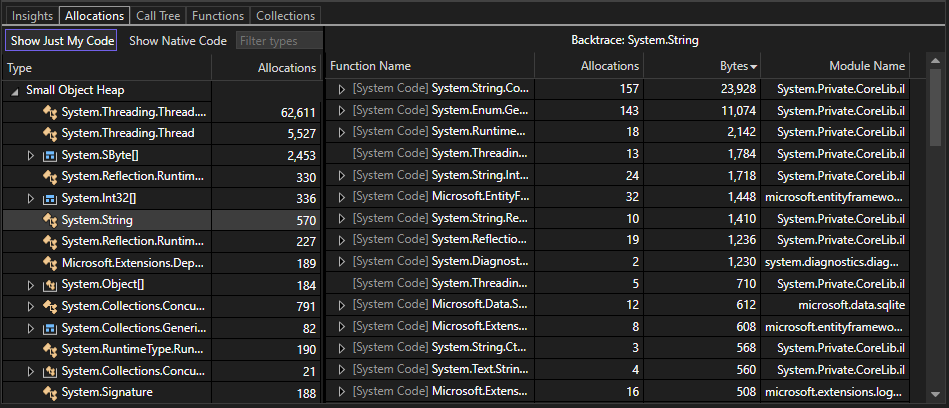 Insights Allocations Call Tree Functions Collections
Show Just My Code Show Native Code Filter types
Type Allocations
Small Object Heap
System.Threading.Thread.... 62,611
System.Threading.Thread 5,527
System.SByte[] 2,453
System.Reflection.Runtim... 330
System.Int32[] 336
System.String 570
System.Reflection.Runtim... 227
Microsoft.Extensions.Dep... 189
System.Object[] 184
System.Collections.Concu... 791
System.Collections.Generi... 82
System.RuntimeType.Run... 190
System.Collections.Concu... 21
System.Signature 188
Backtrace: System.String
Function Name Allocations Bytes Module Name
[System Code] System.String.Co... 157 23,928 System.Private.CoreLib.il
[System Code] System.Enum.Ge... 143 11,074 System.Private.CoreLib.il
[System Code] System.Runtime... 18 2,142 System.Private.CoreLib.il
[System Code] System.Threadin... 13 1,784 System.Private.CoreLib.il
[System Code] System.String.Int... 24 1,718 System.Private.CoreLib.il
[System Code] Microsoft.EntityF... 32 1,448 microsoft.entityframewo...
[System Code] System.String.Re... 10 1,410 System.Private.CoreLib.il
[System Code] System.Reflectio... 19 1,236 System.Private.CoreLib.il
[System Code] System.Diagnost... 2 1,230 system.diagnostics.diag...
[System Code] System.Threadin... 5 710 System.Private.CoreLib.il
[System Code] Microsoft.Data.S... 12 612 microsoft.data.sqlite
[System Code] Microsoft.Extens... 8 608 microsoft.entityframewo...
[System Code] System.String.Ct... 3 568 System.Private.CoreLib.il
[System Code] System.Text.Strin... 4 560 System.Private.CoreLib.il
[System Code] Microsoft.Extens... 16 508 microsoft.extensions.log...